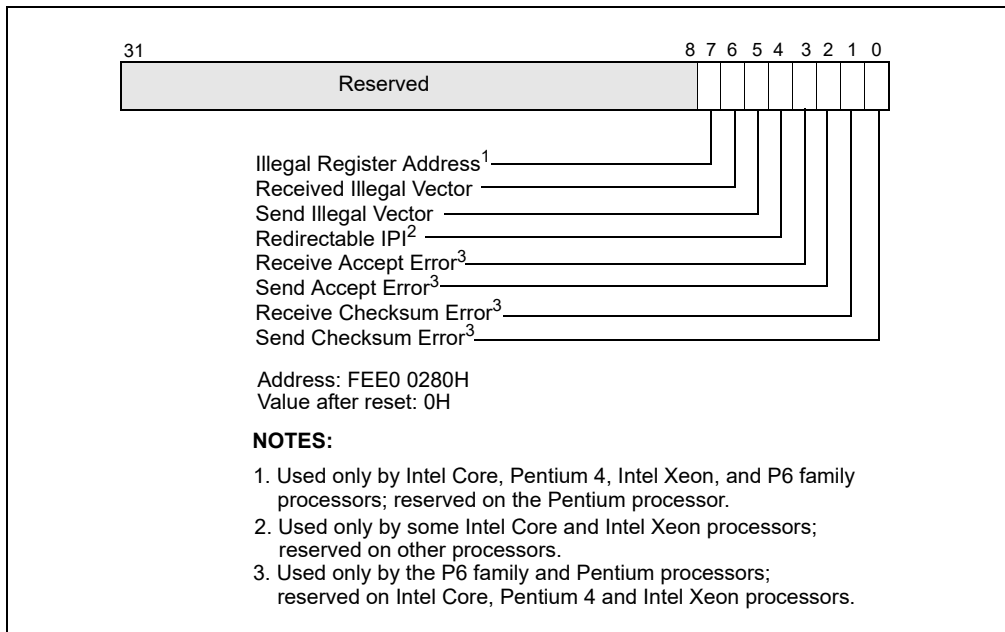 31 8 7 6 5 4 3 2 1 0
Reserved
Illegal Register Address1
Received Illegal Vector
Send Illegal Vector
Redirectable IPI2
Receive Accept Error3
Send Accept Error3
Receive Checksum Error3
Send Checksum Error3
Address: FEE0 0280H
Value after reset: 0H
NOTES:
1. Used only by Intel Core, Pentium 4, Intel Xeon, and P6 family
processors; reserved on the Pentium processor.
2. Used only by some Intel Core and Intel Xeon processors;
reserved on other processors.
3. Used only by the P6 family and Pentium processors;
reserved on Intel Core, Pentium 4 and Intel Xeon processors.